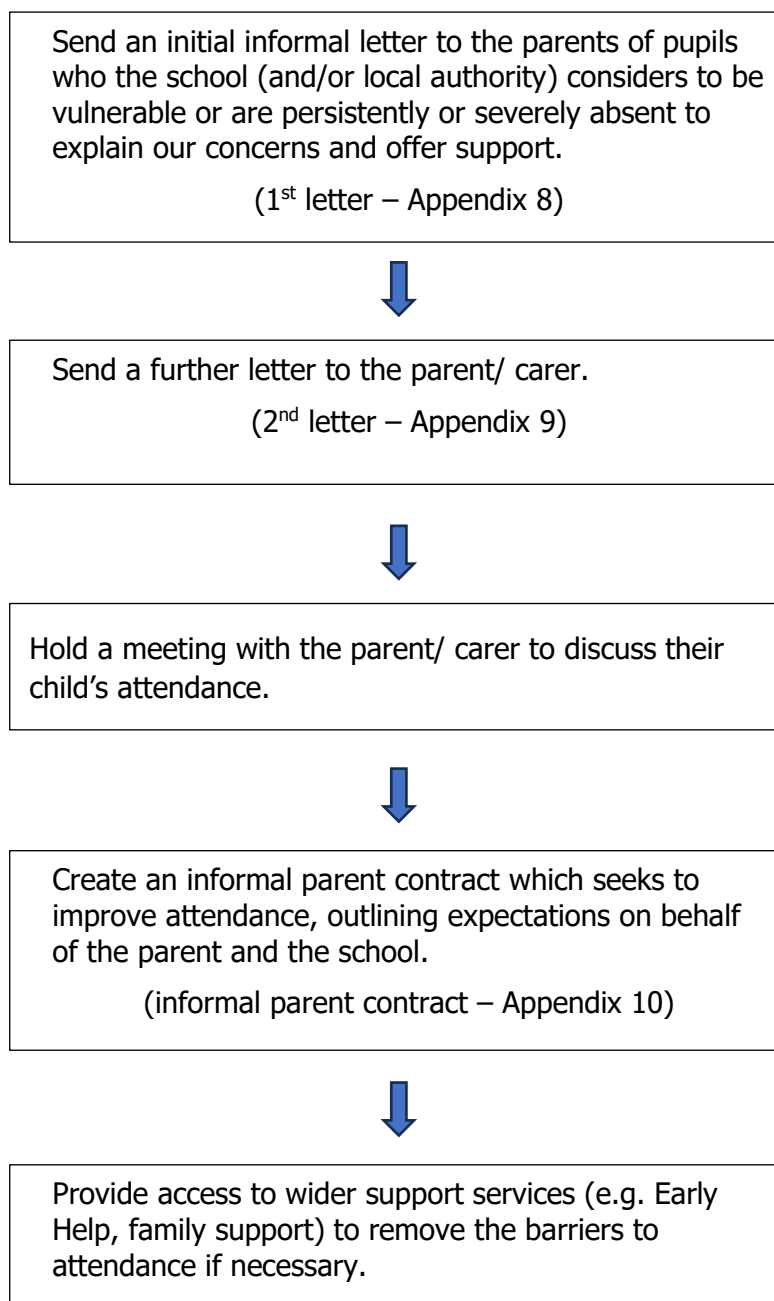 Send an initial informal letter to the parents of pupils
who the school (and/or local authority) considers to be
vulnerable or are persistently or severely absent to
explain our concerns and offer support.
(1st letter – Appendix 8)
Send a further letter to the parent/ carer.
(2nd letter – Appendix 9)
Hold a meeting with the parent/ carer to discuss their
child’s attendance.
Create an informal parent contract which seeks to
improve attendance, outlining expectations on behalf
of the parent and the school.
(informal parent contract – Appendix 10)
Provide access to wider support services (e.g. Early
Help, family support) to remove the barriers to
attendance if necessary.